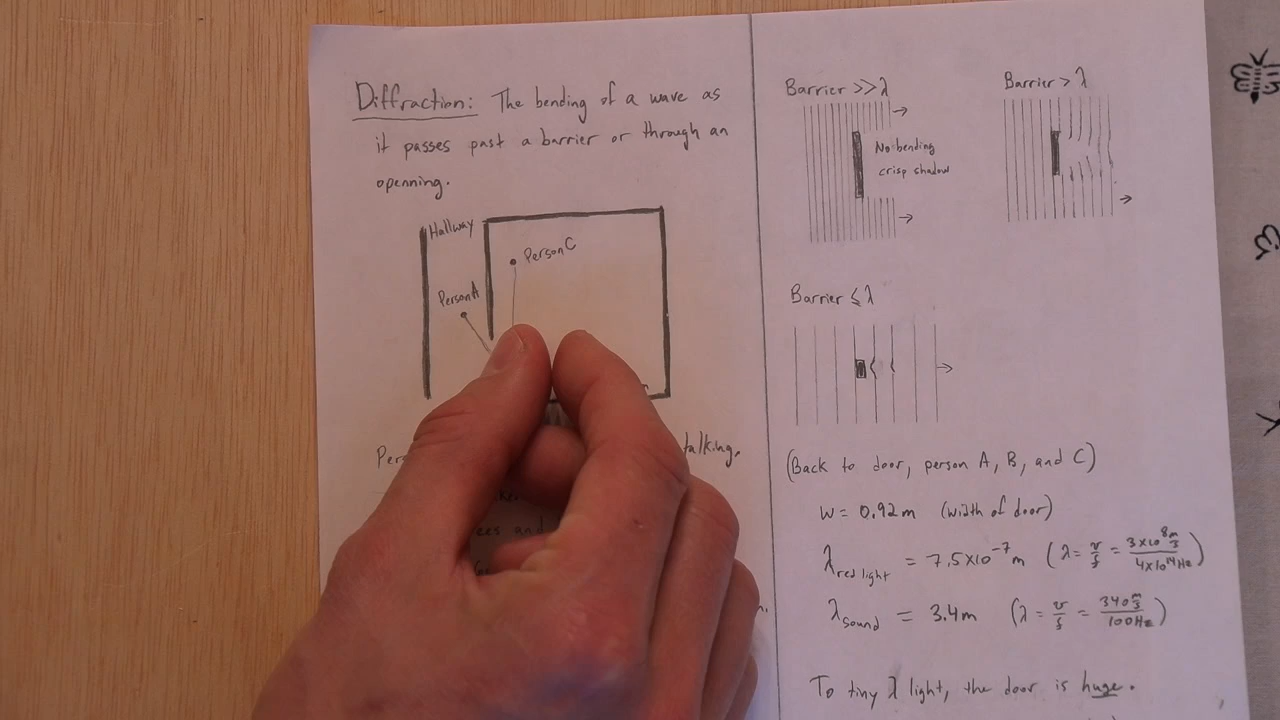 Diffraction: The bending of a wave as
it passes past a barrier or through an
openning.
Hallway
Person C
Person A
talking.
Barrier >> λ
No bending
crisp shadow
Barrier > λ
Barrier ≤ λ
(Back to door, person A, B, and C)
W = 0.92m (width of door)
λred light = 7.5x10⁻⁷m (λ = v/f = 3x10⁸ m/s / 4x10¹⁴Hz)
λsound = 3.4m (λ = v/f = 340 m/s / 100Hz)
To tiny λ light, the door is huge.